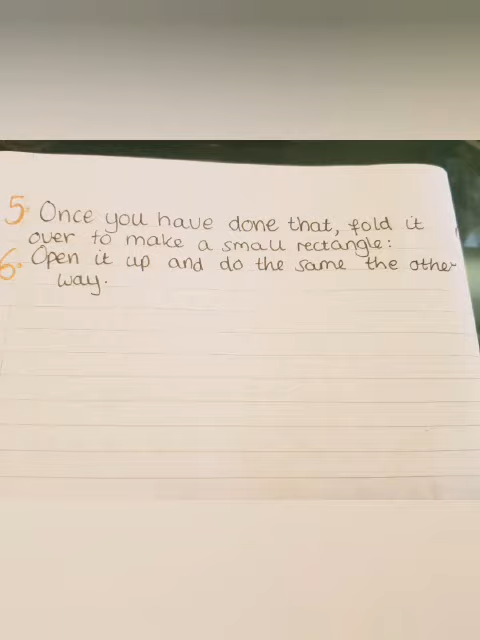 5. Once you have done that, fold it
over to make a small rectangle:
6. Open it up and do the same the other
way.